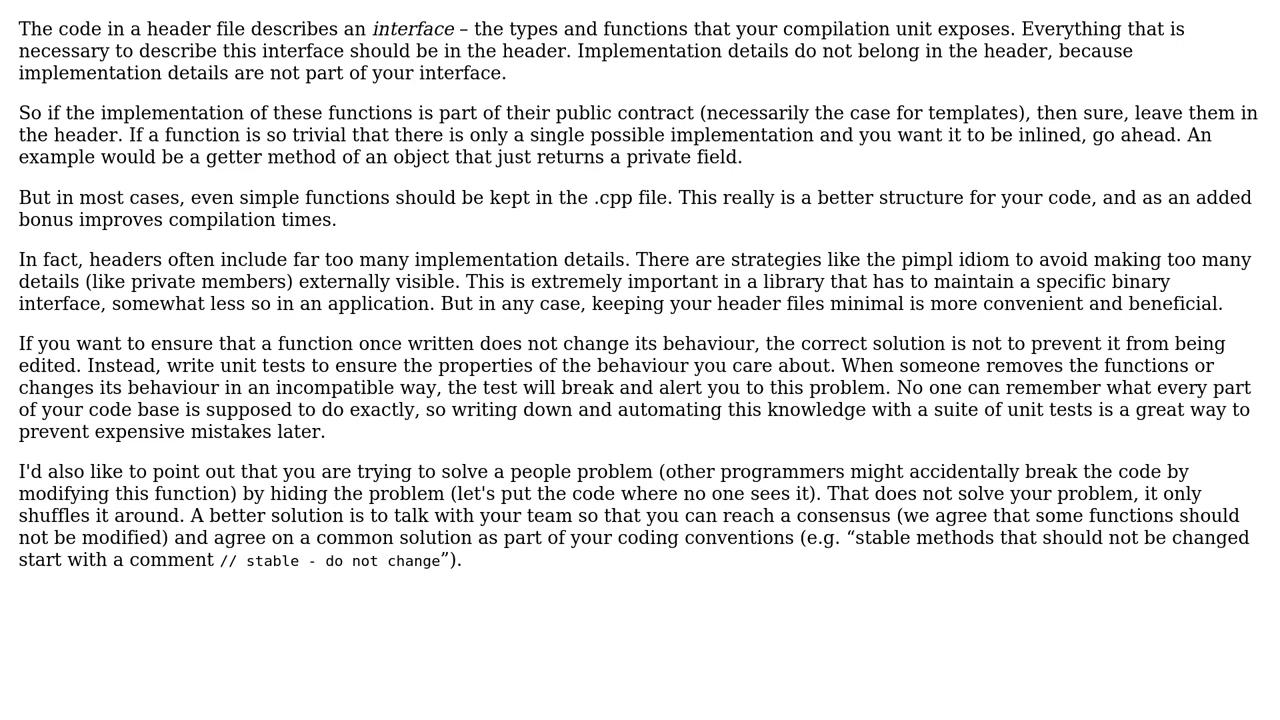 The code in a header file describes an interface – the types and functions that your compilation unit exposes. Everything that is
necessary to describe this interface should be in the header. Implementation details do not belong in the header, because
implementation details are not part of your interface.
So if the implementation of these functions is part of their public contract (necessarily the case for templates), then sure, leave them in
the header. If a function is so trivial that there is only a single possible implementation and you want it to be inlined, go ahead. An
example would be a getter method of an object that just returns a private field.
But in most cases, even simple functions should be kept in the .cpp file. This really is a better structure for your code, and as an added
bonus improves compilation times.
In fact, headers often include far too many implementation details. There are strategies like the pimpl idiom to avoid making too many
details (like private members) externally visible. This is extremely important in a library that has to maintain a specific binary
interface, somewhat less so in an application. But in any case, keeping your header files minimal is more convenient and beneficial.
If you want to ensure that a function once written does not change its behaviour, the correct solution is not to prevent it from being
edited. Instead, write unit tests to ensure the properties of the behaviour you care about. When someone removes the functions or
changes its behaviour in an incompatible way, the test will break and alert you to this problem. No one can remember what every part
of your code base is supposed to do exactly, so writing down and automating this knowledge with a suite of unit tests is a great way to
prevent expensive mistakes later.
I'd also like to point out that you are trying to solve a people problem (other programmers might accidentally break the code by
modifying this function) by hiding the problem (let's put the code where no one sees it). That does not solve your problem, it only
shuffles it around. A better solution is to talk with your team so that you can reach a consensus (we agree that some functions should
not be modified) and agree on a common solution as part of your coding conventions (e.g. “stable methods that should not be changed
start with a comment // stable - do not change”).